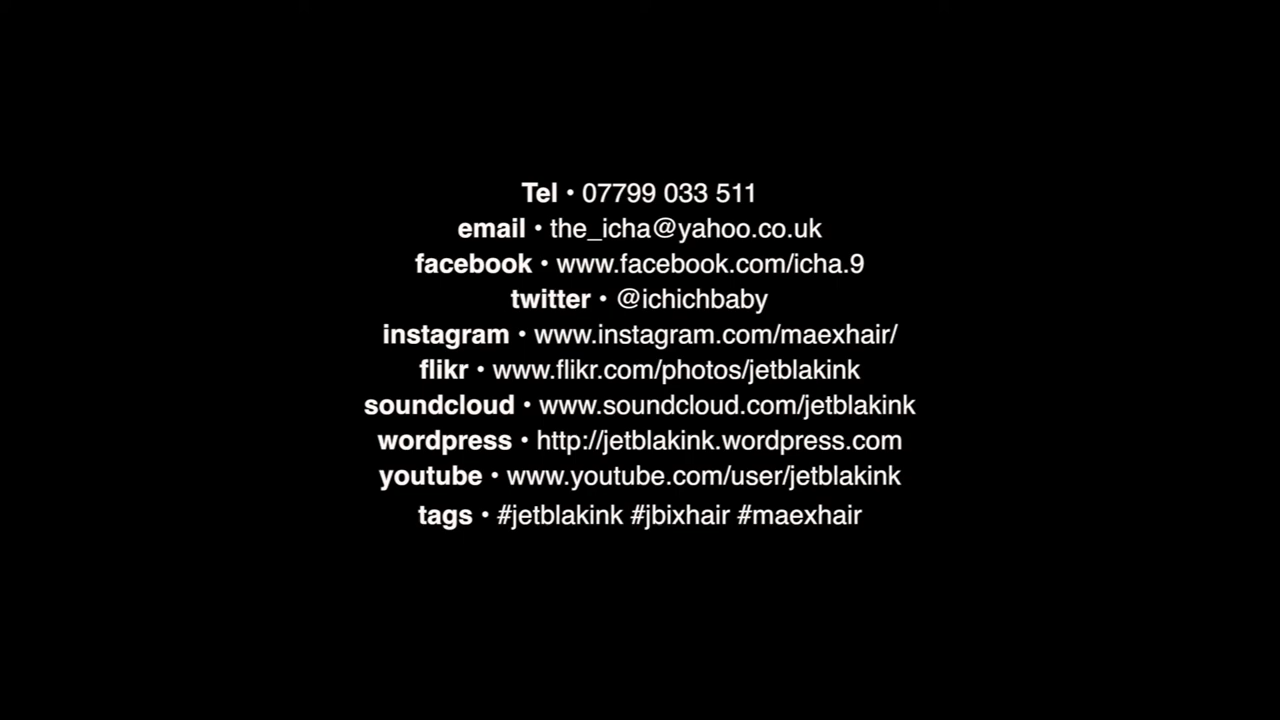 Tel • 07799 033 511
email • the_icha@yahoo.co.uk
facebook • www.facebook.com/icha.9
twitter • @ichichbaby
instagram • www.instagram.com/maexhair/
flikr • www.flikr.com/photos/jetblakink
soundcloud • www.soundcloud.com/jetblakink
wordpress • http://jetblakink.wordpress.com
youtube • www.youtube.com/user/jetblakink
tags • #jetblakink #jbixhair #maexhair